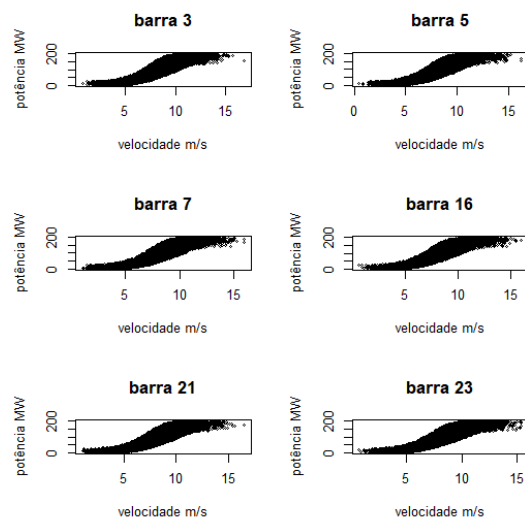 barra 3
potência MW
0 200
5 10 15
velocidade m/s
barra 5
potência MW
0 200
0 5 10 15
velocidade m/s
barra 7
potência MW
0 200
5 10 15
velocidade m/s
barra 16
potência MW
0 200
5 10 15
velocidade m/s
barra 21
potência MW
0 200
5 10 15
velocidade m/s
barra 23
potência MW
0 200
5 10 15
velocidade m/s